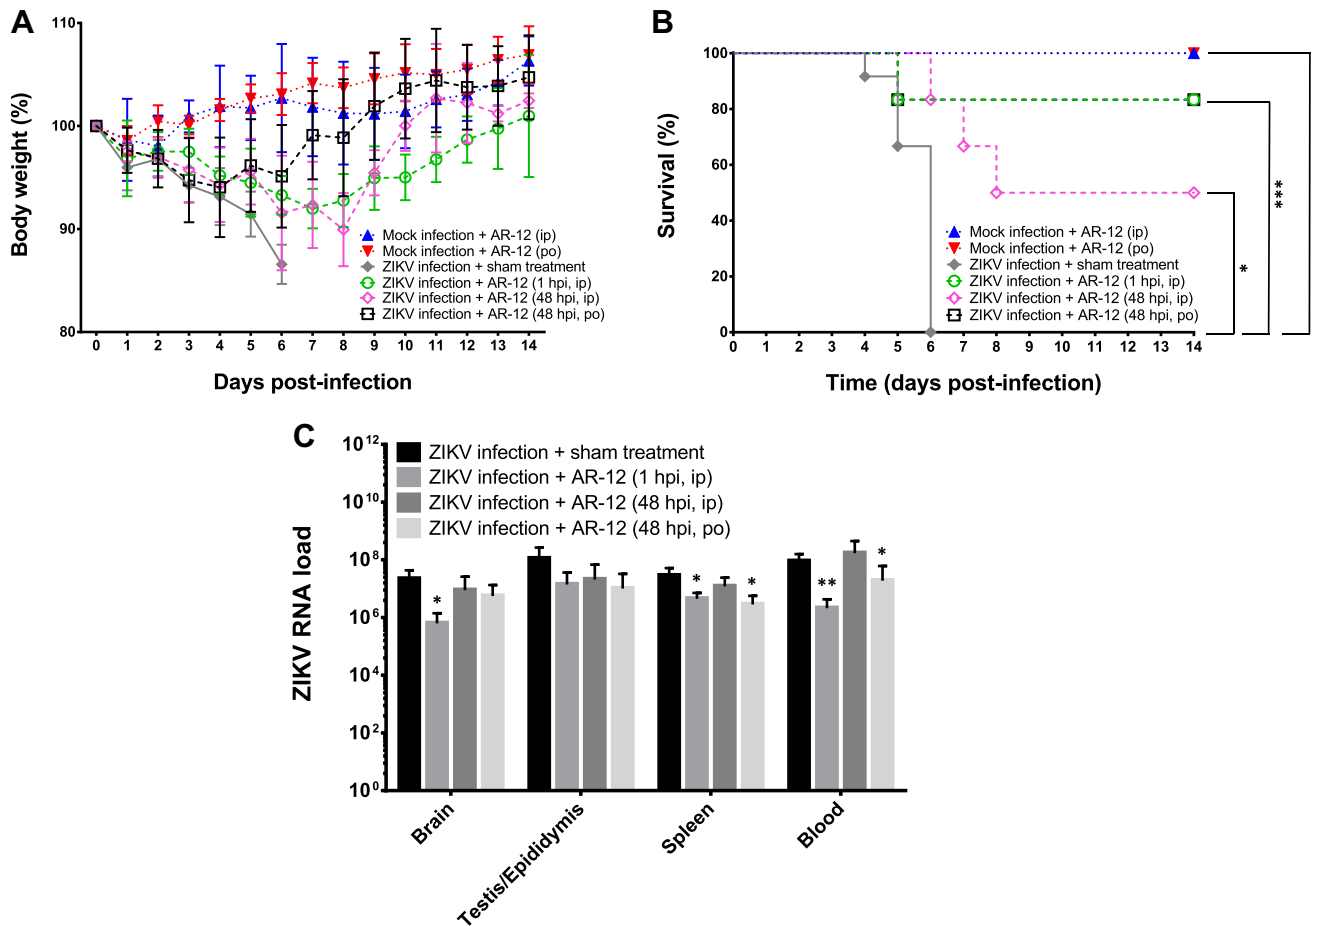 A
Body weight (%)
110
100
90
80
0 1 2 3 4 5 6 7 8 9 10 11 12 13 14
Days post-infection
Mock infection + AR-12 (ip)
Mock infection + AR-12 (po)
ZIKV infection + sham treatment
ZIKV infection + AR-12 (1 hpi, ip)
ZIKV infection + AR-12 (48 hpi, ip)
ZIKV infection + AR-12 (48 hpi, po)
B
Survival (%)
100
80
60
40
20
0
0 1 2 3 4 5 6 7 8 9 10 11 12 13 14
Time (days post-infection)
Mock infection + AR-12 (ip)
Mock infection + AR-12 (po)
ZIKV infection + sham treatment
ZIKV infection + AR-12 (1 hpi, ip)
ZIKV infection + AR-12 (48 hpi, ip)
ZIKV infection + AR-12 (48 hpi, po)
*
***
C
ZIKV RNA load
10¹²
10¹⁰
10⁸
10⁶
10⁴
10²
10⁰
ZIKV infection + sham treatment
ZIKV infection + AR-12 (1 hpi, ip)
ZIKV infection + AR-12 (48 hpi, ip)
ZIKV infection + AR-12 (48 hpi, po)
* * * ** *
Brain
Testis/Epididymis
Spleen
Blood